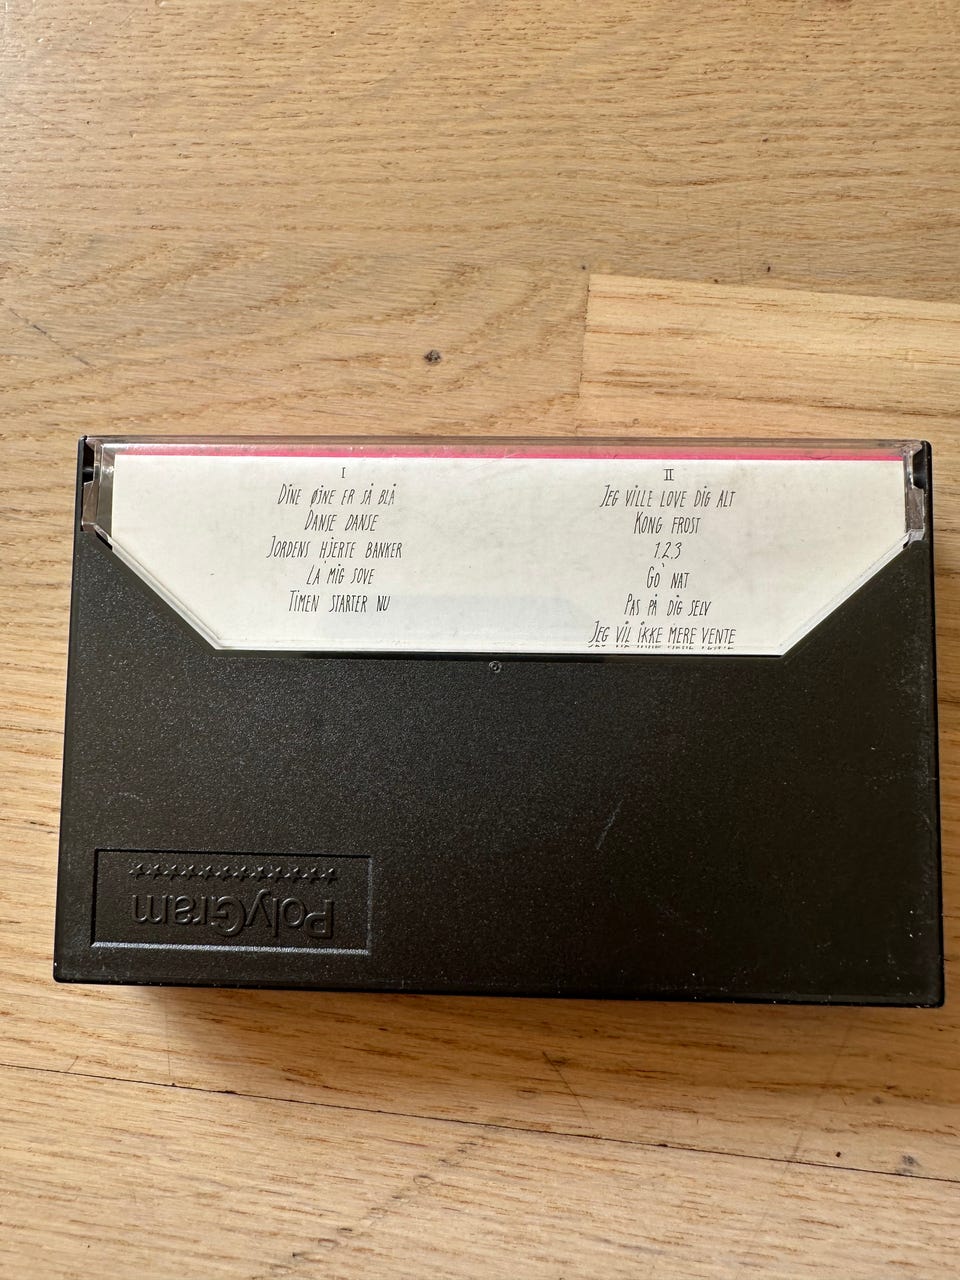 I
DINE ØJNE ER SÅ BLÅ
DANSE DANSE
JORDENS HJERTE BANKER
LA' MIG SOVE
TIMEN STARTER NU
II
JEG VILLE LOVE DIG ALT
KONG FROST
1.2.3
GO' NAT
PAS PÅ DIG SELV
JEG VIL IKKE MERE VENTE
PolyGram